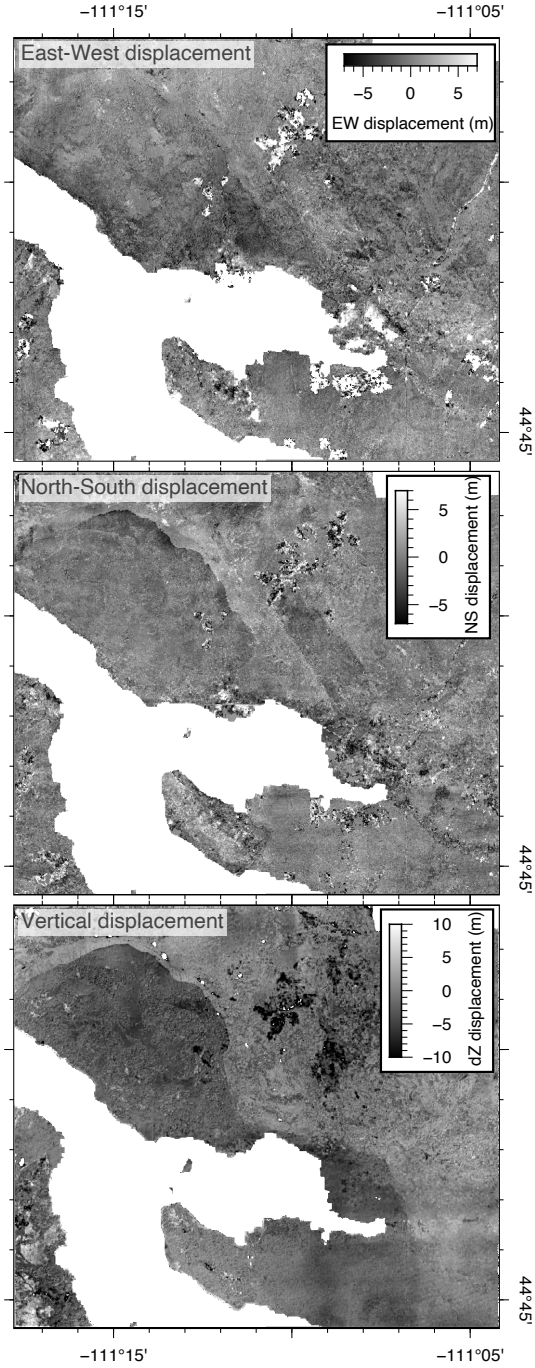 −111°15' −111°05'
East-West displacement
−5 0 5
EW displacement (m)
44°45'
North-South displacement
5
0
−5
NS displacement (m)
44°45'
Vertical displacement
10
5
0
−5
−10
dZ displacement (m)
44°45'
−111°15' −111°05'